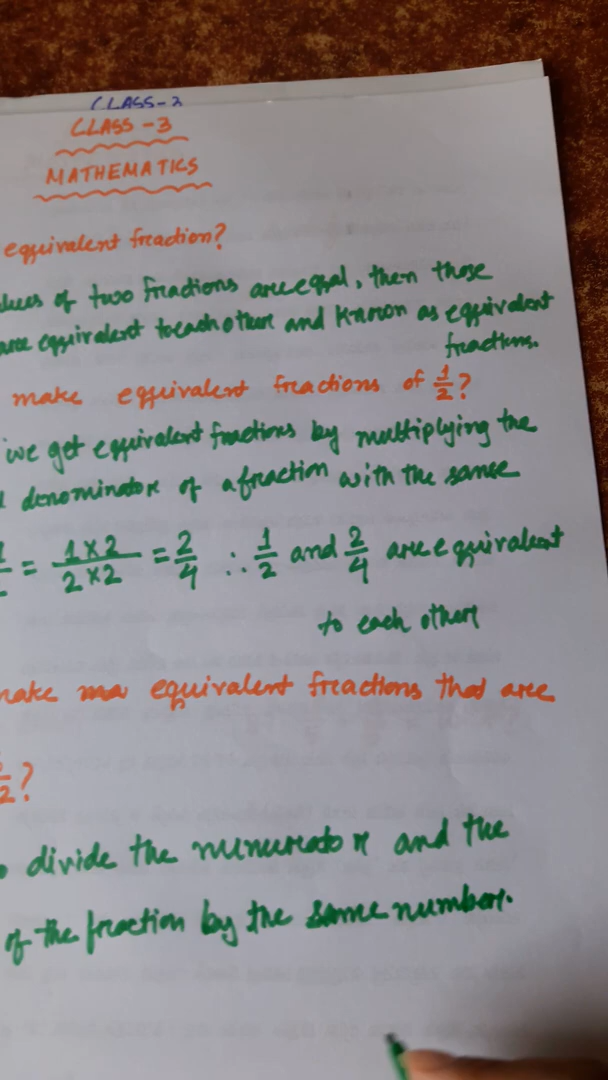 CLASS-3
CLASS-3
MATHEMATICS
equivalent fraction?
of two fractions are equal, then those
are equivalent to each other and known as equivalent
fractions.
make equivalent fractions of 1/2?
we get equivalent fractions by multiplying the
denominator of a fraction with the same
= 1×2/2×2 = 2/4 ∴ 1/2 and 2/4 are equivalent
to each other
make ma equivalent fractions that are
2?
divide the nunurator and the
of the fraction by the same number.